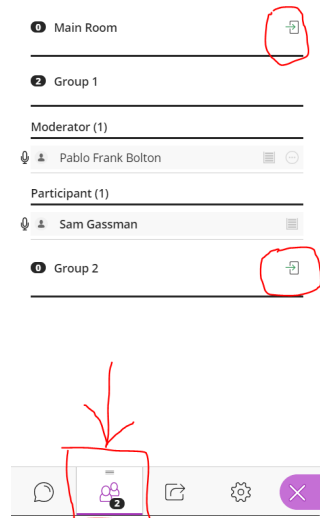 0 Main Room
2 Group 1
Moderator (1)
Pablo Frank Bolton
Participant (1)
Sam Gassman
0 Group 2
2